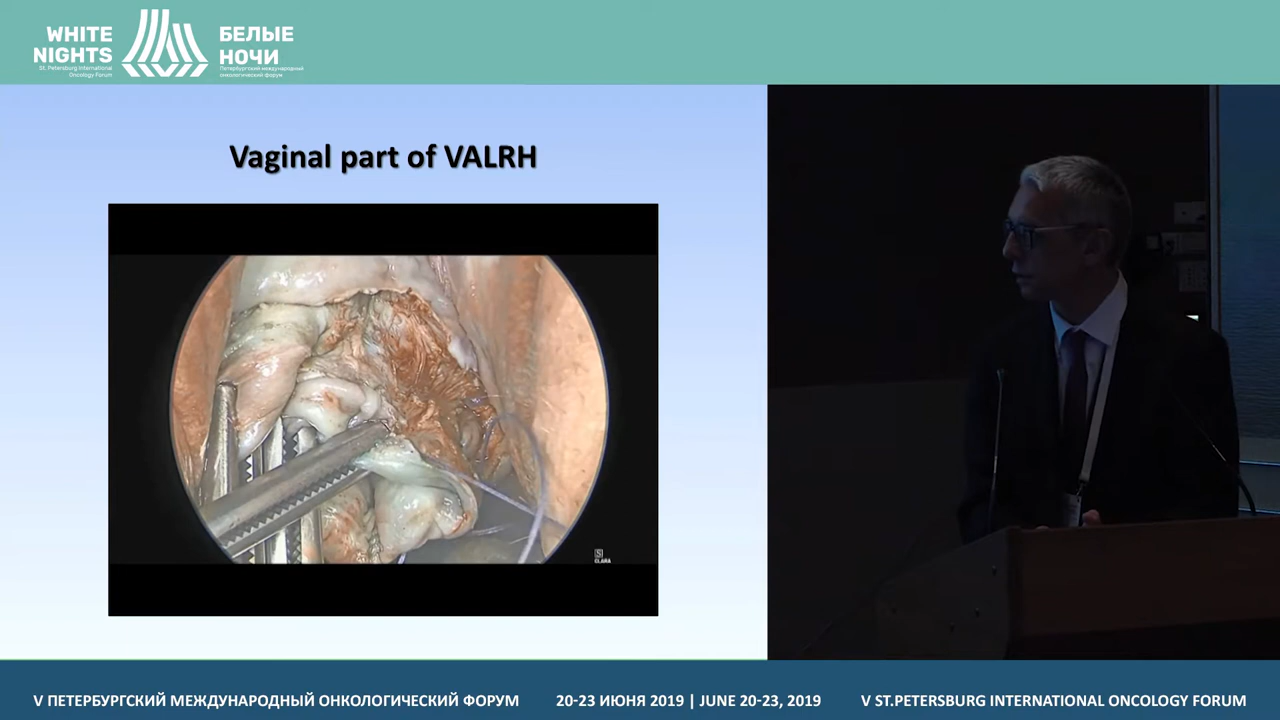 WHITE
NIGHTS
St. Petersburg International
Oncology Forum
БЕЛЫЕ
НОЧИ
Петербургский международный
онкологический форум
Vaginal part of VALRH
S
CLARA
V ПЕТЕРБУРГСКИЙ МЕЖДУНАРОДНЫЙ ОНКОЛОГИЧЕСКИЙ ФОРУМ
20-23 ИЮНЯ 2019 | JUNE 20-23, 2019
V ST.PETERSBURG INTERNATIONAL ONCOLOGY FORUM